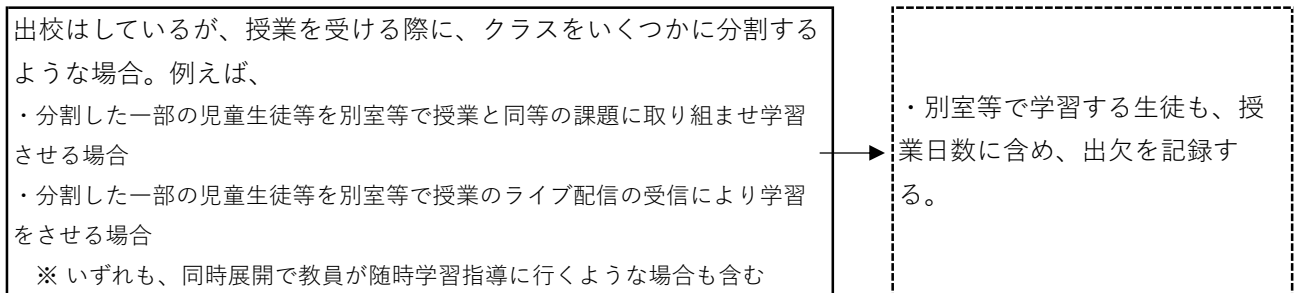 出校はしているが、授業を受ける際に、クラスをいくつかに分割する
ような場合。例えば、
・分割した一部の児童生徒等を別室等で授業と同等の課題に取り組ませ学習
させる場合
・分割した一部の児童生徒等を別室等で授業のライブ配信の受信により学習
をさせる場合
※ いずれも、同時展開で教員が随時学習指導に行くような場合も含む
・別室等で学習する生徒も、授
業日数に含め、出欠を記録す
る。